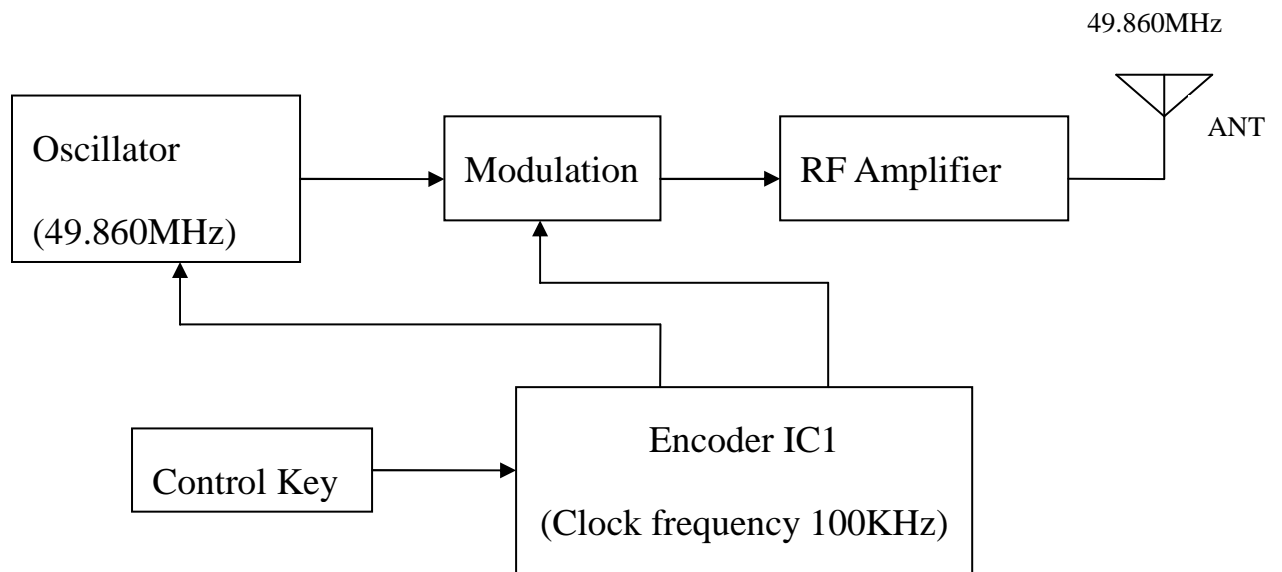 49.860MHz
ANT
Oscillator
(49.860MHz)
Modulation
RF Amplifier
Control Key
Encoder IC1
(Clock frequency 100KHz)